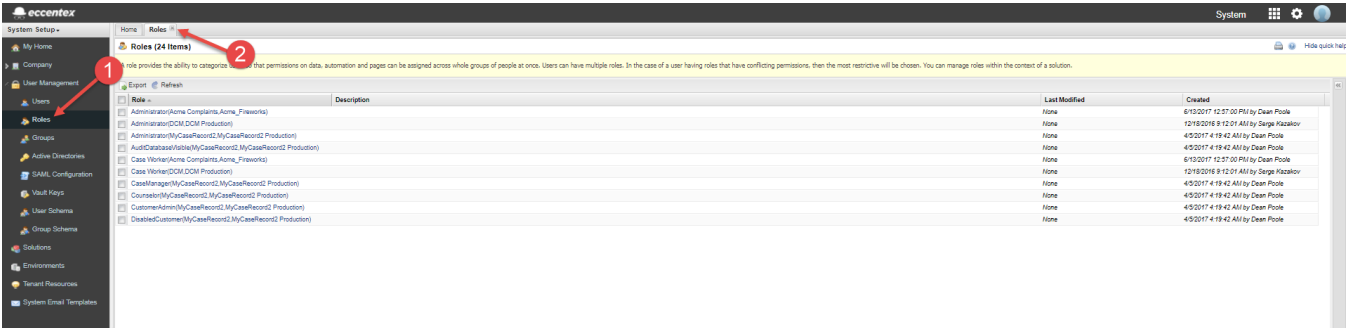 eccentex
System
System Setup
Home Roles
My Home
Roles (24 Items)
Hide quick help
Company
A role provides the ability to categorize that permissions on data, automation and pages can be assigned across whole groups of people at once. Users can have multiple roles. In the case of a user having roles that have conflicting permissions, then the most restrictive will be chosen. You can manage roles within the context of a solution.
1
2
User Management
Export Refresh
Users
Role Description Last Modified Created
Roles
Administrator(Acme Complaints,Acme_Fireworks) None 6/13/2017 12:57:00 PM by Dean Poole
Administrator(DCM,DCM Production) None 12/18/2016 9:12:01 AM by Serge Kazakov
Groups
Administrator(MyCaseRecord2,MyCaseRecord2 Production) None 4/5/2017 4:19:42 AM by Dean Poole
AuditDatabaseVisible(MyCaseRecord2,MyCaseRecord2 Production) None 4/5/2017 4:19:42 AM by Dean Poole
Active Directories
Case Worker(Acme Complaints,Acme_Fireworks) None 6/13/2017 12:57:00 PM by Dean Poole
Case Worker(DCM,DCM Production) None 12/18/2016 9:12:01 AM by Serge Kazakov
SAML Configuration
CaseManager(MyCaseRecord2,MyCaseRecord2 Production) None 4/5/2017 4:19:42 AM by Dean Poole
Vault Keys
Counselor(MyCaseRecord2,MyCaseRecord2 Production) None 4/5/2017 4:19:42 AM by Dean Poole
CustomerAdmin(MyCaseRecord2,MyCaseRecord2 Production) None 4/5/2017 4:19:42 AM by Dean Poole
User Schema
DisabledCustomer(MyCaseRecord2,MyCaseRecord2 Production) None 4/5/2017 4:19:42 AM by Dean Poole
Group Schema
Solutions
Environments
Tenant Resources
System Email Templates